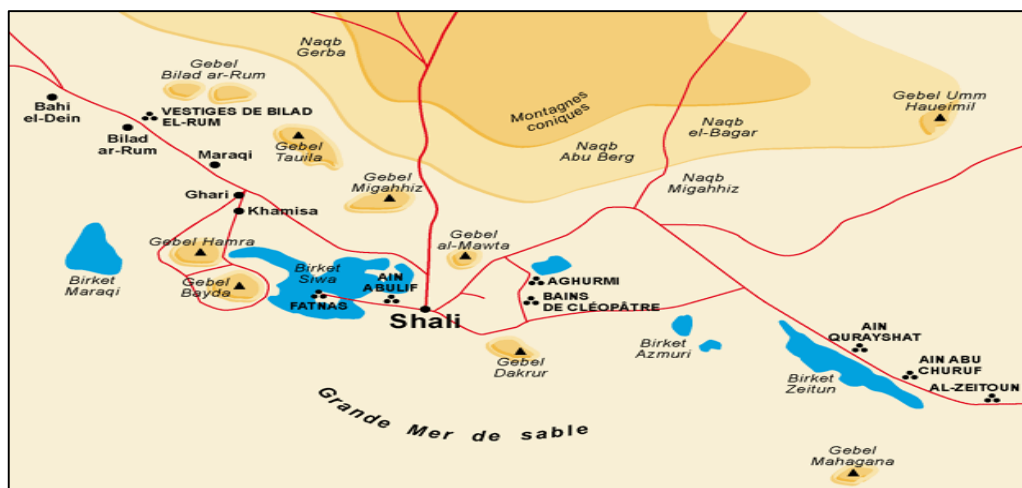 Naqb
Gerba
Gebel
Bilad ar-Rum
Bahi
el-Dein
VESTIGES DE BILAD
EL-RUM
Bilad
ar-Rum
Gebel
Tauila
Maraqi
Montagnes
coniques
Naqb
el-Bagar
Gebel Umm
Haueimil
Naqb
Abu Berg
Naqb
Migahhiz
Gebel
Migahhiz
Ghari
Khamisa
Gebel Hamra
Gebel
al-Mawta
Birket
Maraqi
Gebel
Bayda
Birket
Siwa
FATNAS
AIN
ABULIF
Shali
AGHURMI
BAINS
DE CLÉOPÂTRE
Gebel
Dakrur
Birket
Azmuri
AIN
QURAYSHAT
Birket
Zeitun
AIN ABU
CHURUF
AL-ZEITOUN
Grande Mer de sable
Gebel
Mahagana